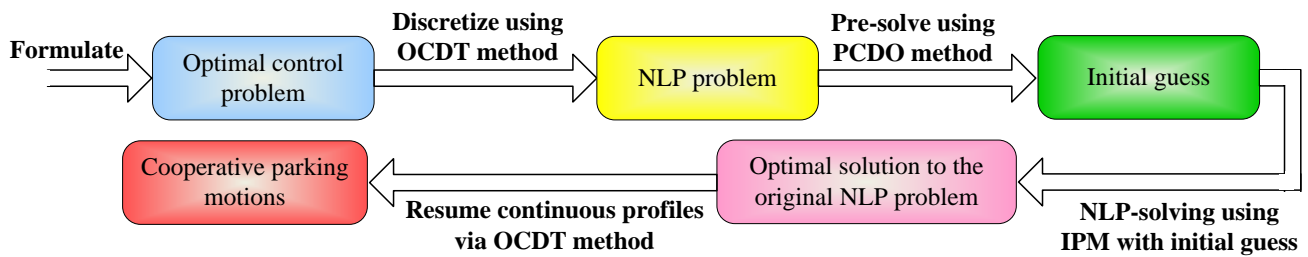 Formulate
Optimal control
problem
Discretize using
OCDT method
NLP problem
Pre-solve using
PCDO method
Initial guess
NLP-solving using
IPM with initial guess
Optimal solution to the
original NLP problem
Resume continuous profiles
via OCDT method
Cooperative parking
motions